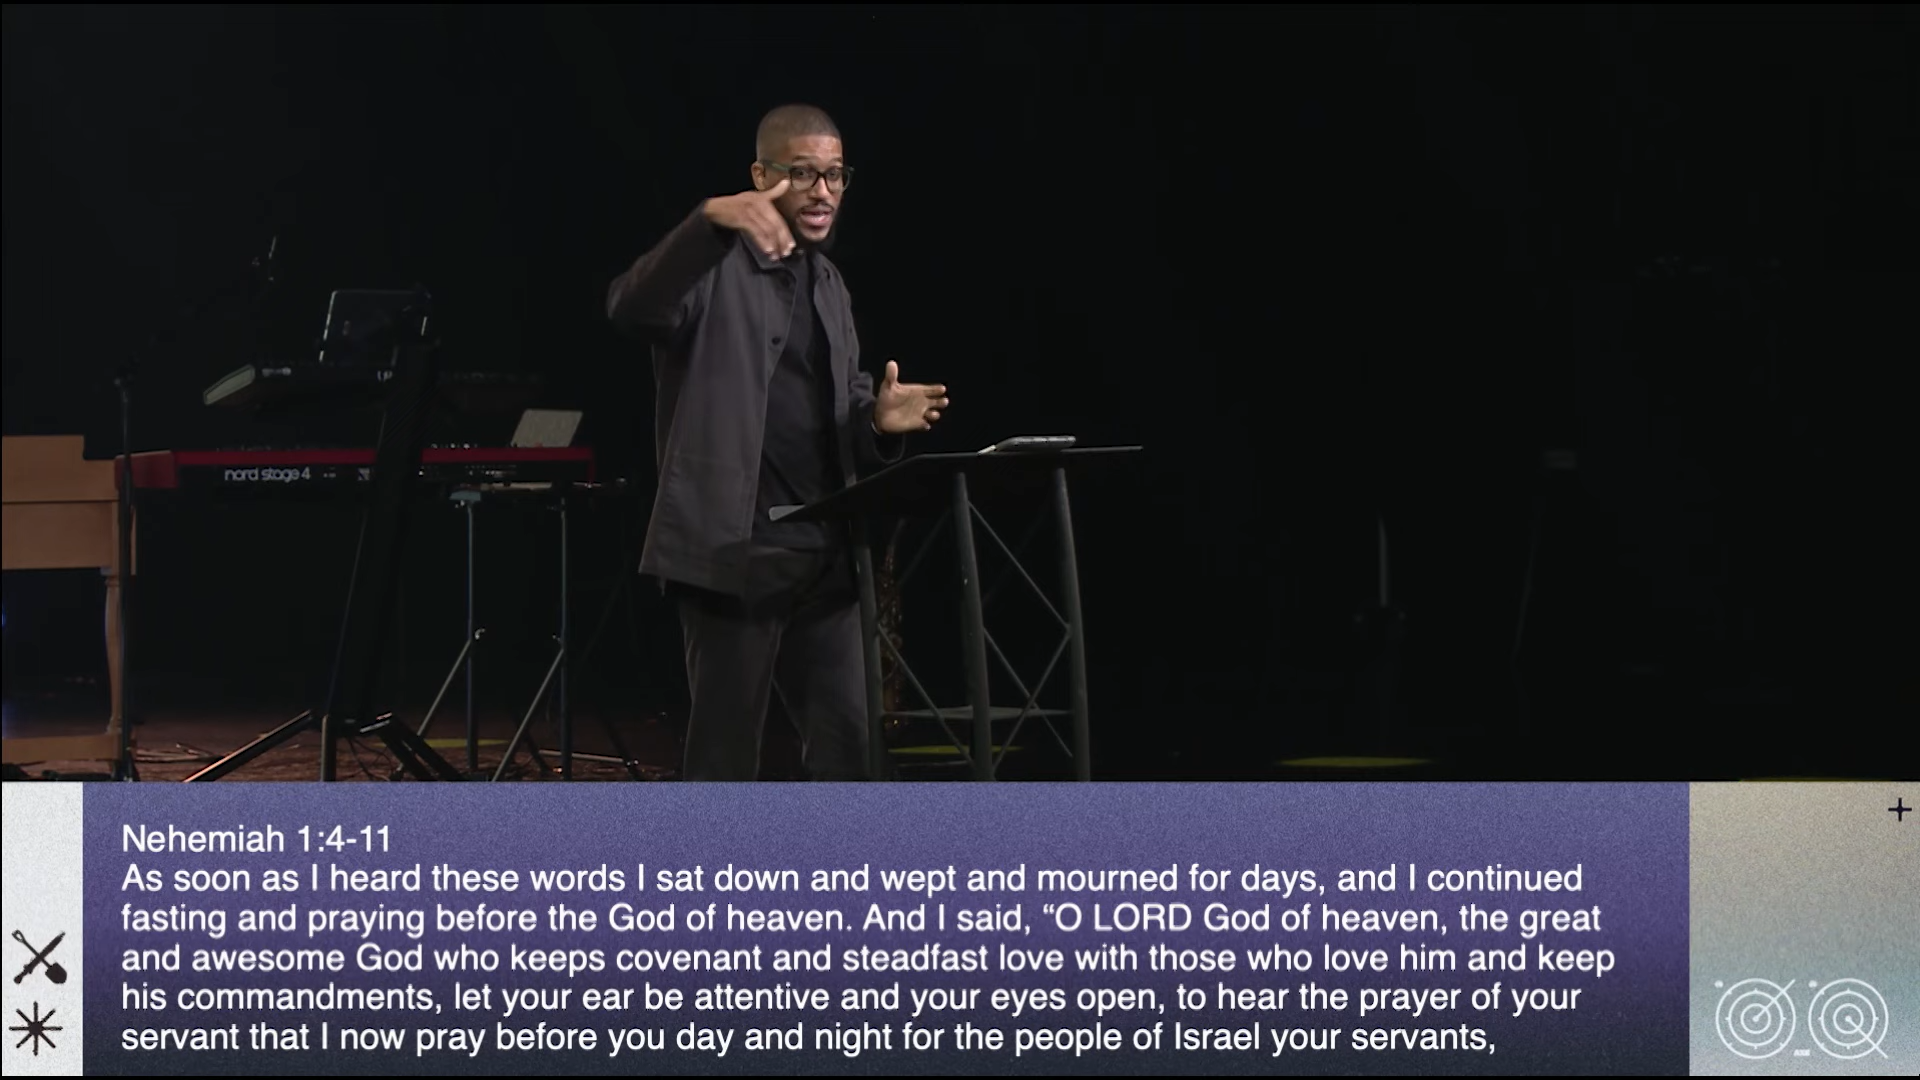 nord stage 4
Nehemiah 1:4-11
As soon as I heard these words I sat down and wept and mourned for days, and I continued
fasting and praying before the God of heaven. And I said, “O LORD God of heaven, the great
and awesome God who keeps covenant and steadfast love with those who love him and keep
his commandments, let your ear be attentive and your eyes open, to hear the prayer of your
servant that I now pray before you day and night for the people of Israel your servants,